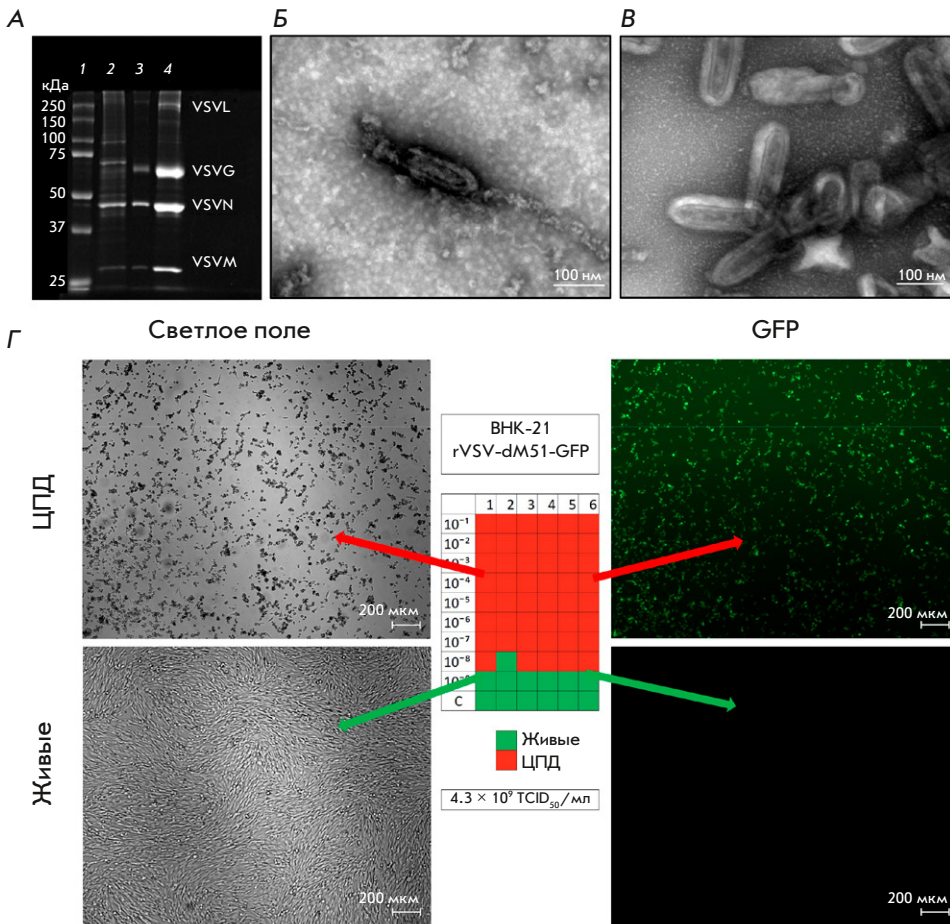 А
Б
В
1 2 3 4
кДа
250
150
100
75
50
37
25
VSVL
VSVG
VSVN
VSVM
100 нм
100 нм
Г
Светлое поле
GFP
ЦПД
Живые
200 мкм
200 мкм
BHK-21
rVSV-dM51-GFP
1 2 3 4 5 6
10⁻¹
10⁻²
10⁻³
10⁻⁴
10⁻⁵
10⁻⁶
10⁻⁷
10⁻⁸
C
Живые
ЦПД
4.3 × 10⁹ TCID₅₀/мл
200 мкм
200 мкм